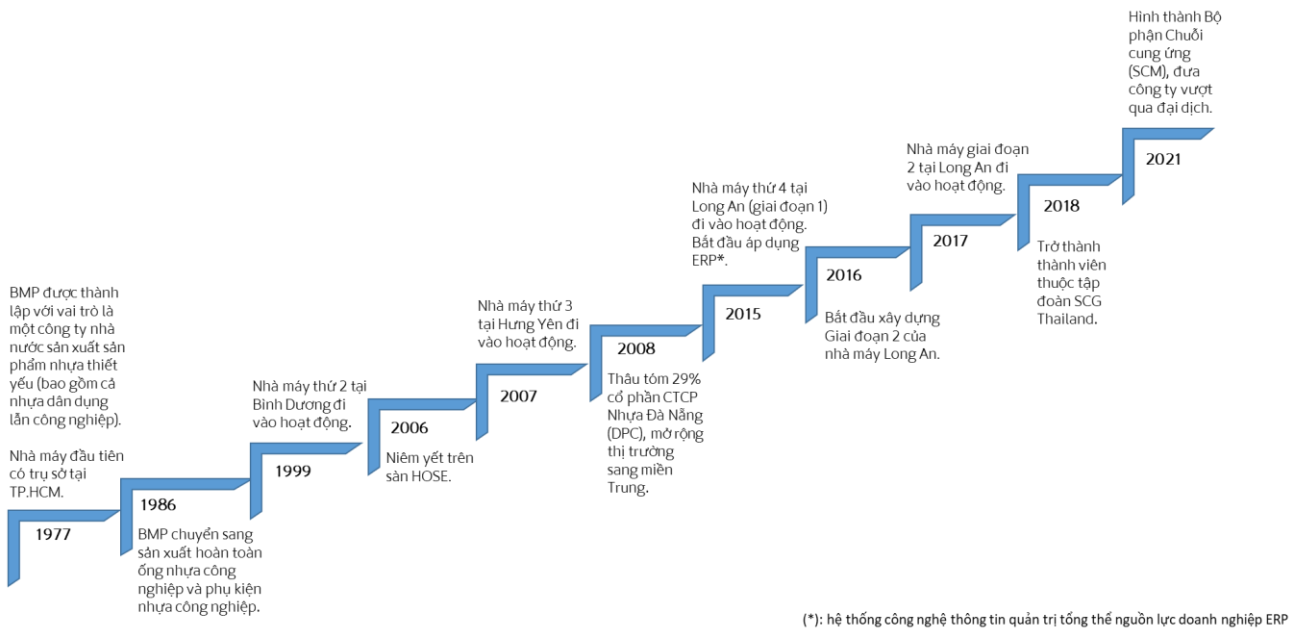 BMP được thành
lập với vai trò là
một công ty nhà
nước sản xuất sản
phẩm nhựa thiết
yếu (bao gồm cả
nhựa dân dụng
lẫn công nghiệp).
Nhà máy đầu tiên
có trụ sở tại
TP.HCM.
1977
1986
BMP chuyển sang
sản xuất hoàn toàn
ống nhựa công
nghiệp và phụ kiện
nhựa công nghiệp.
Nhà máy thứ 2 tại
Bình Dương đi
vào hoạt động.
1999
2006
Niêm yết trên
sàn HOSE.
Nhà máy thứ 3
tại Hưng Yên đi
vào hoạt động.
2007
2008
Thâu tóm 29%
cổ phần CTCP
Nhựa Đà Nẵng
(DPC), mở rộng
thị trường
sang miền
Trung.
Nhà máy thứ 4 tại
Long An (giai đoạn 1)
đi vào hoạt động.
Bắt đầu áp dụng
ERP*.
2015
2016
Bắt đầu xây dựng
Giai đoạn 2 của
nhà máy Long An.
Nhà máy giai đoạn
2 tại Long An đi
vào hoạt động.
2017
2018
Trở thành
thành viên
thuộc tập
đoàn SCG
Thailand.
Hình thành Bộ
phận Chuỗi
cung ứng
(SCM), đưa
công ty vượt
qua đại dịch.
2021
(*): hệ thống công nghệ thông tin quản trị tổng thể nguồn lực doanh nghiệp ERP